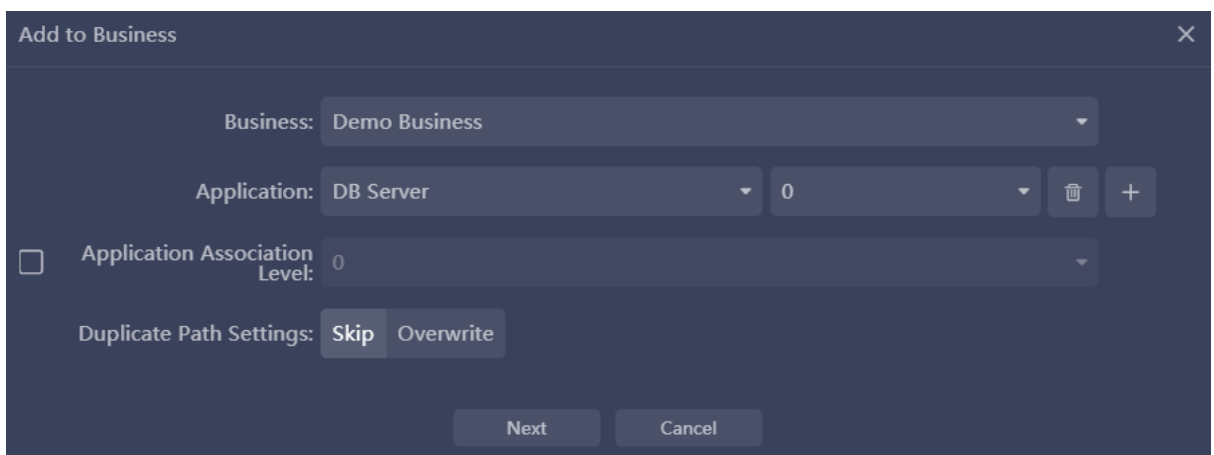 Add to Business
Business: Demo Business
Application: DB Server 0
Application Association
Level: 0
Duplicate Path Settings: Skip Overwrite
Next Cancel